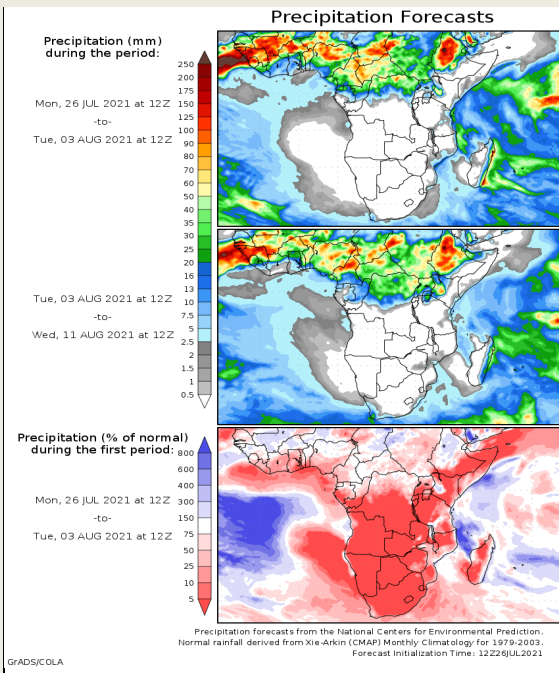 Precipitation Forecasts
Precipitation (mm)
during the period:
Mon, 26 JUL 2021 at 12Z
-to-
Tue, 03 AUG 2021 at 12Z
250
200
175
150
125
100
90
80
70
60
50
40
35
30
25
20
16
13
10
7.5
5
2.5
2
1.5
1
0.5
Tue, 03 AUG 2021 at 12Z
-to-
Wed, 11 AUG 2021 at 12Z
Precipitation (% of normal)
during the first period:
Mon, 26 JUL 2021 at 12Z
-to-
Tue, 03 AUG 2021 at 12Z
800
600
400
300
150
75
50
25
10
5
Precipitation forecasts from the National Centers for Environmental Prediction.
Normal rainfall derived from Xie-Arkin (CMAP) Monthly Climatology for 1979-2003.
Forecast Initialization Time: 12Z26JUL2021
GrADS/COLA